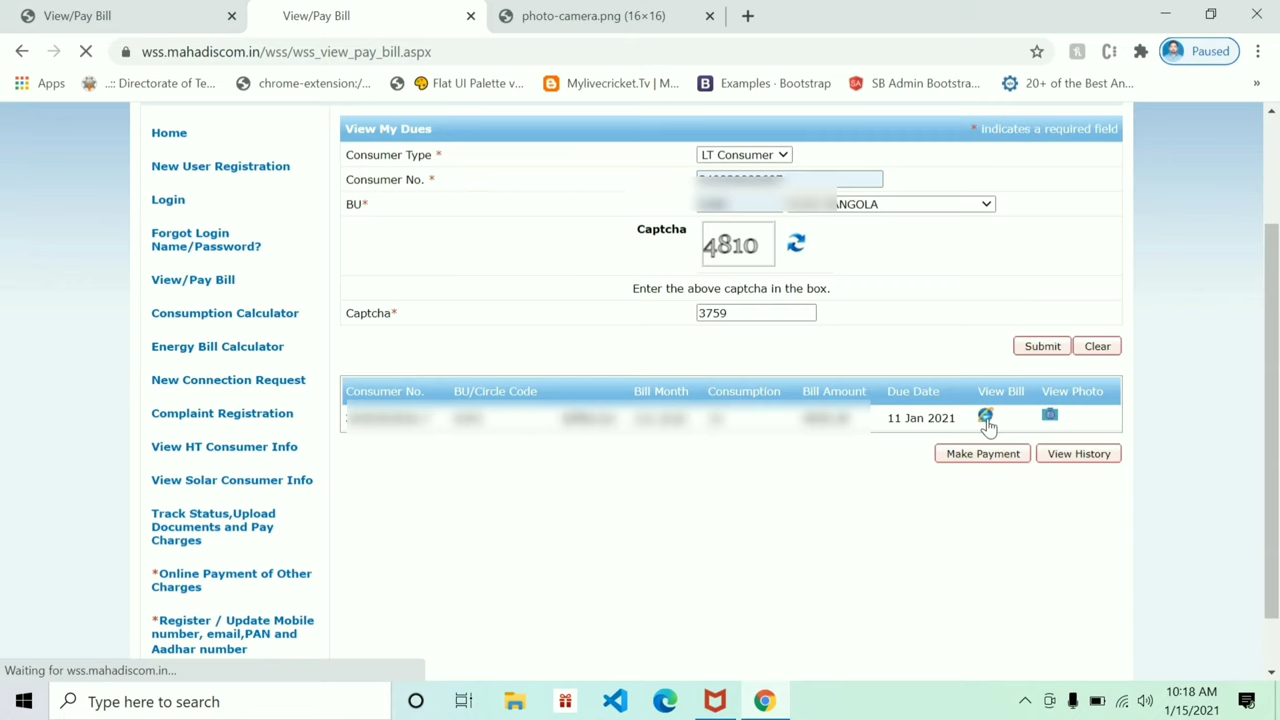 View/Pay Bill
View/Pay Bill
photo-camera.png (16×16)
wss.mahadiscom.in/wss/wss_view_pay_bill.aspx
Paused
Apps
.:: Directorate of Te...
chrome-extension:/...
Flat UI Palette v...
Mylivecricket.Tv | M...
Examples · Bootstrap
SB Admin Bootstra...
20+ of the Best An...
»
View My Dues
* indicates a required field
Consumer Type *
LT Consumer
Consumer No. *
BU*
ANGOLA
Captcha
4810
Enter the above captcha in the box.
Captcha*
3759
Submit
Clear
Consumer No. BU/Circle Code Bill Month Consumption Bill Amount Due Date View Bill View Photo
11 Jan 2021
Make Payment
View History
Home
New User Registration
Login
Forgot Login
Name/Password?
View/Pay Bill
Consumption Calculator
Energy Bill Calculator
New Connection Request
Complaint Registration
View HT Consumer Info
View Solar Consumer Info
Track Status,Upload
Documents and Pay
Charges
*Online Payment of Other
Charges
*Register / Update Mobile
number, email,PAN and
Aadhar number
Waiting for wss.mahadiscom.in...
Type here to search
10:18 AM
1/15/2021